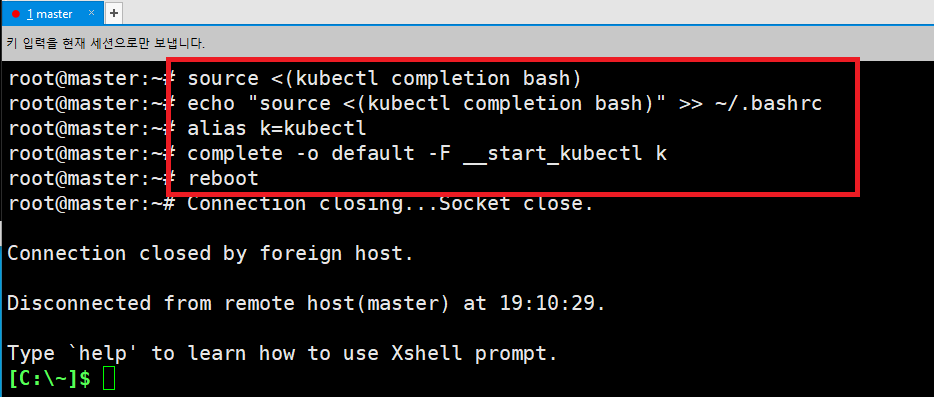 1 master × +
키 입력을 현재 세션으로만 보냅니다.
root@master:~# source <(kubectl completion bash)
root@master:~# echo "source <(kubectl completion bash)" >> ~/.bashrc
root@master:~# alias k=kubectl
root@master:~# complete -o default -F __start_kubectl k
root@master:~# reboot
root@master:~# Connection closing...Socket close.
Connection closed by foreign host.
Disconnected from remote host(master) at 19:10:29.
Type `help' to learn how to use Xshell prompt.
[C:\~]$